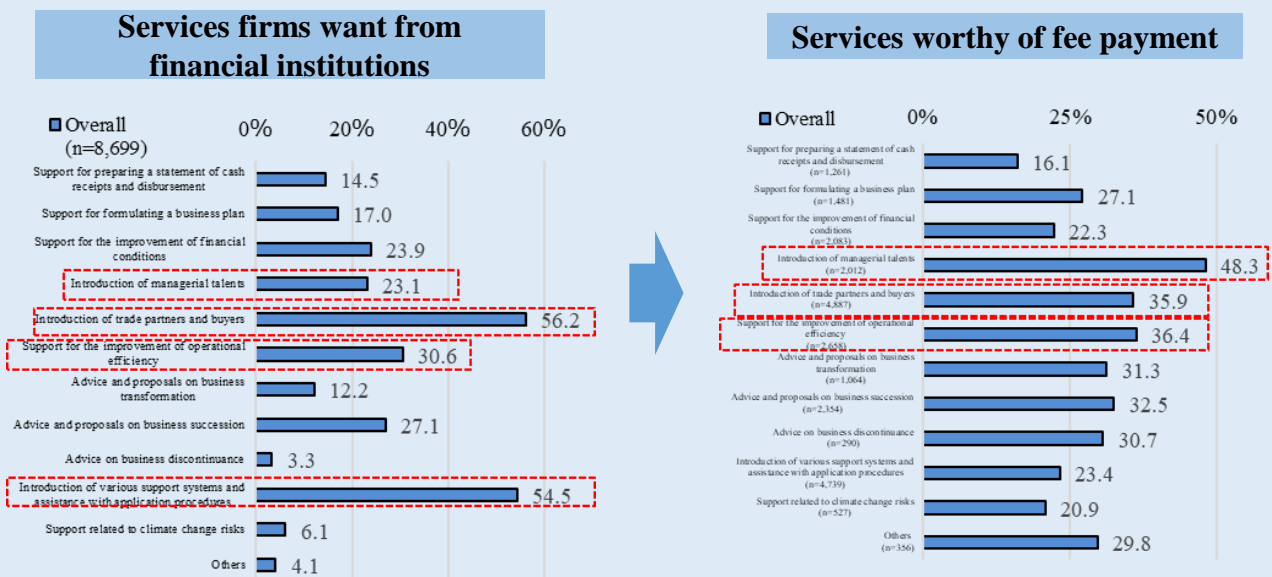 Services firms want from
financial institutions
Overall
(n=8,699)
0% 20% 40% 60%
Support for preparing a statement of cash
receipts and disbursement
14.5
Support for formulating a business plan
17.0
Support for the improvement of financial
conditions
23.9
Introduction of managerial talents
23.1
Introduction of trade partners and buyers
56.2
Support for the improvement of operational
efficiency
30.6
Advice and proposals on business
transformation
12.2
Advice and proposals on business succession
27.1
Advice on business discontinuance
3.3
Introduction of various support systems and
assistance with application procedures
54.5
Support related to climate change risks
6.1
Others
4.1
Services worthy of fee payment
Overall
0% 25% 50%
Support for preparing a statement of cash
receipts and disbursement
(n=1,261)
16.1
Support for formulating a business plan
(n=1,481)
27.1
Support for the improvement of financial
conditions
(n=2,083)
22.3
Introduction of managerial talents
(n=2,012)
48.3
Introduction of trade partners and buyers
(n=4,887)
35.9
Support for the improvement of operational
efficiency
(n=2,658)
36.4
Advice and proposals on business
transformation
(n=1,064)
31.3
Advice and proposals on business succession
(n=2,354)
32.5
Advice on business discontinuance
(n=290)
30.7
Introduction of various support systems and
assistance with application procedures
(n=4,739)
23.4
Support related to climate change risks
(n=527)
20.9
Others
(n=356)
29.8